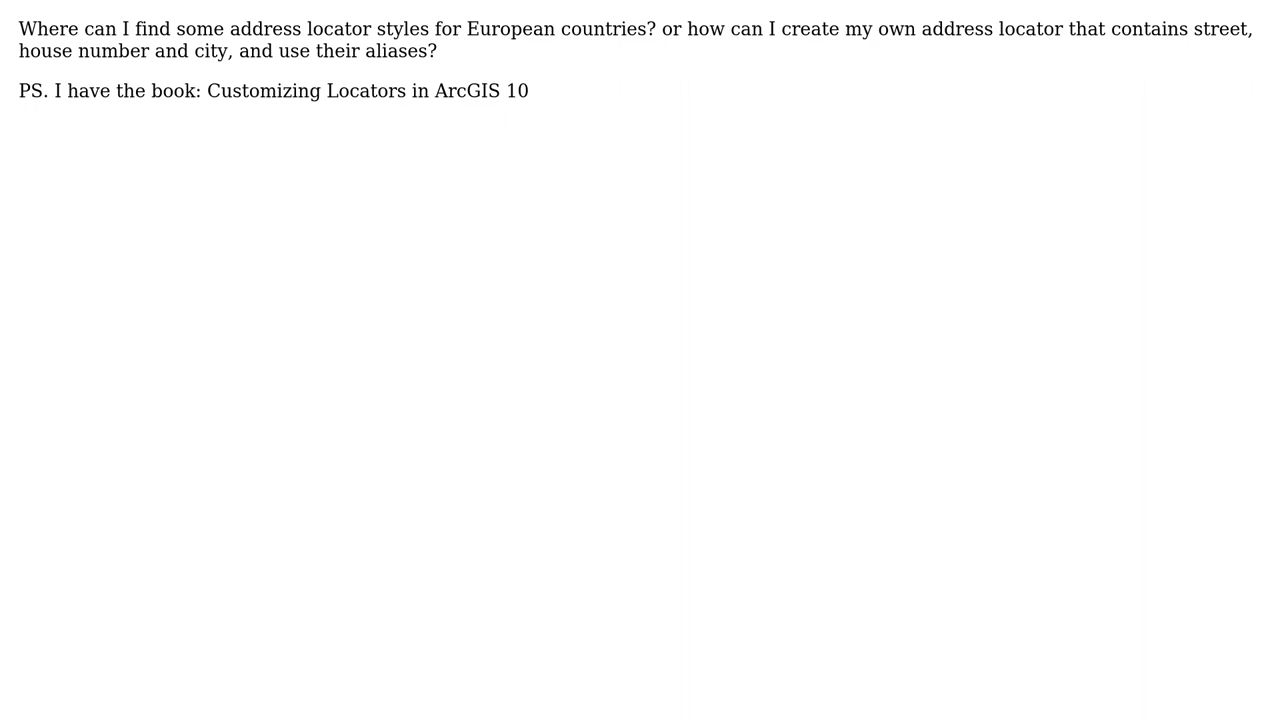 Where can I find some address locator styles for European countries? or how can I create my own address locator that contains street,
house number and city, and use their aliases?
PS. I have the book: Customizing Locators in ArcGIS 10